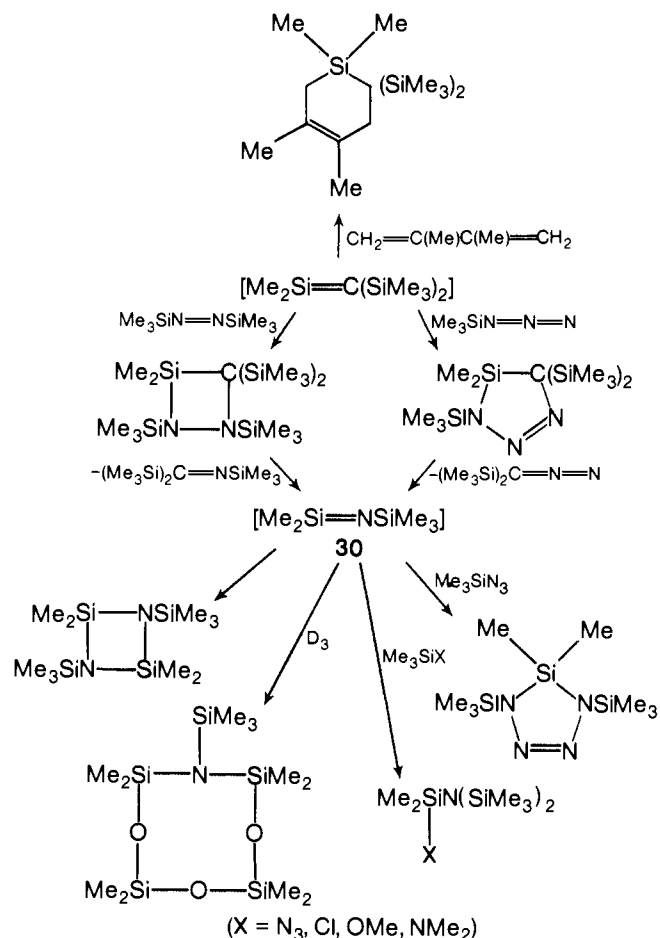 Me Me
Si (SiMe3)2
Me
Me
CH2=C(Me)C(Me)=CH2
[Me2Si=C(SiMe3)2]
Me3SiN=NSiMe3 Me3SiN=N=N
Me2Si C(SiMe3)2 Me2Si C(SiMe3)2
Me3SiN NSiMe3 Me3SiN N N
-(Me3Si)2C=NSiMe3 -(Me3Si)2C=N=N
[Me2Si=NSiMe3]
30
Me3SiN3
Me2Si NSiMe3 D3 Me3SiX Me Me
Me3SiN SiMe2 Si
SiMe3 Me3SiN NSiMe3
N=N
Me2Si N SiMe2 Me2SiN(SiMe3)2
O O X
Me2Si O SiMe2
(X = N3, Cl, OMe, NMe2)